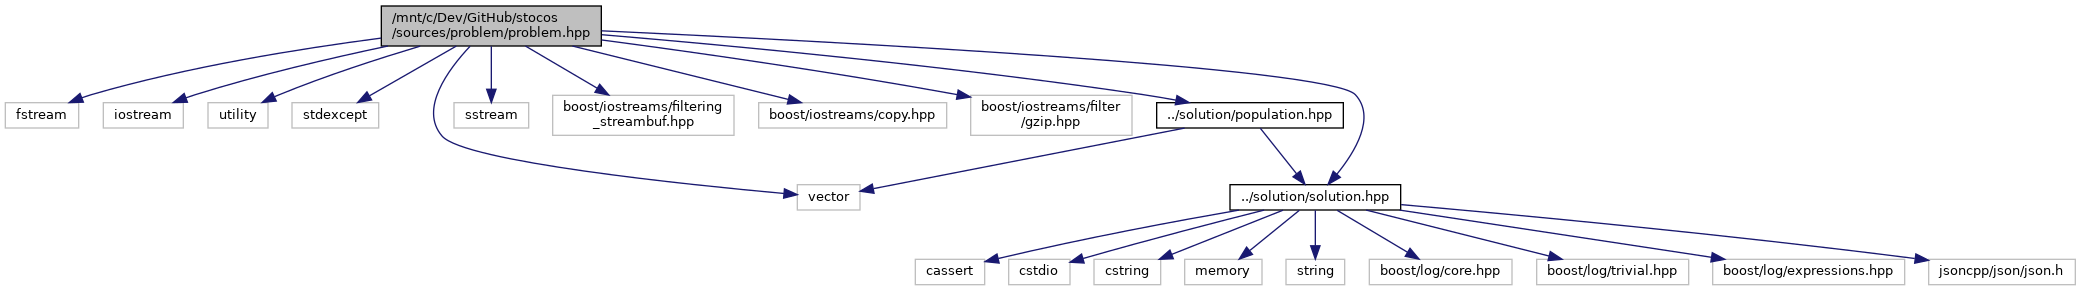 /mnt/c/Dev/GitHub/stocos
/sources/problem/problem.hpp
fstream
iostream
utility
stdexcept
sstream
boost/iostreams/filtering
_streambuf.hpp
boost/iostreams/copy.hpp
boost/iostreams/filter
/gzip.hpp
../solution/population.hpp
vector
../solution/solution.hpp
cassert
cstdio
cstring
memory
string
boost/log/core.hpp
boost/log/trivial.hpp
boost/log/expressions.hpp
jsoncpp/json/json.h